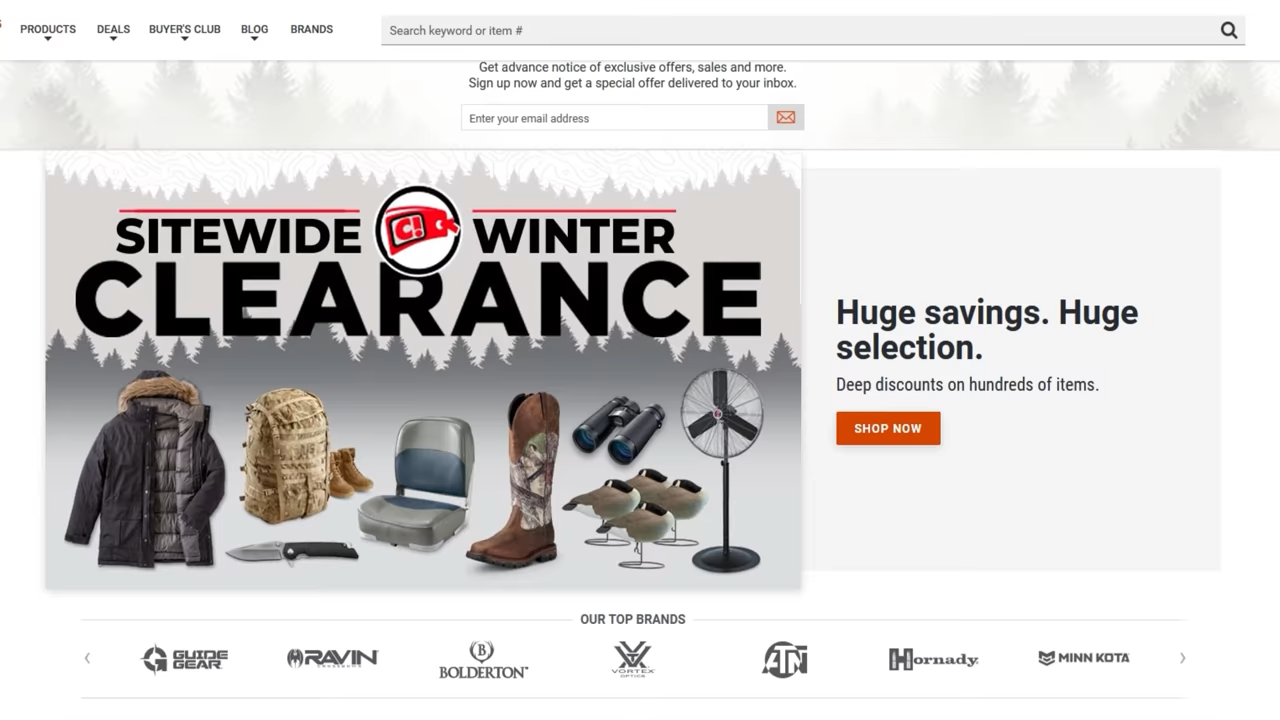 PRODUCTS
DEALS
BUYER'S CLUB
BLOG
BRANDS
Search keyword or item #
Get advance notice of exclusive offers, sales and more.
Sign up now and get a special offer delivered to your inbox.
Enter your email address
SITEWIDE C! WINTER
CLEARANCE
Huge savings. Huge
selection.
Deep discounts on hundreds of items.
SHOP NOW
OUR TOP BRANDS
GUIDE
GEAR
RAVIN
B
BOLDERTON™
VORTEX
OPTICS
ATN
Hornady
MINN KOTA